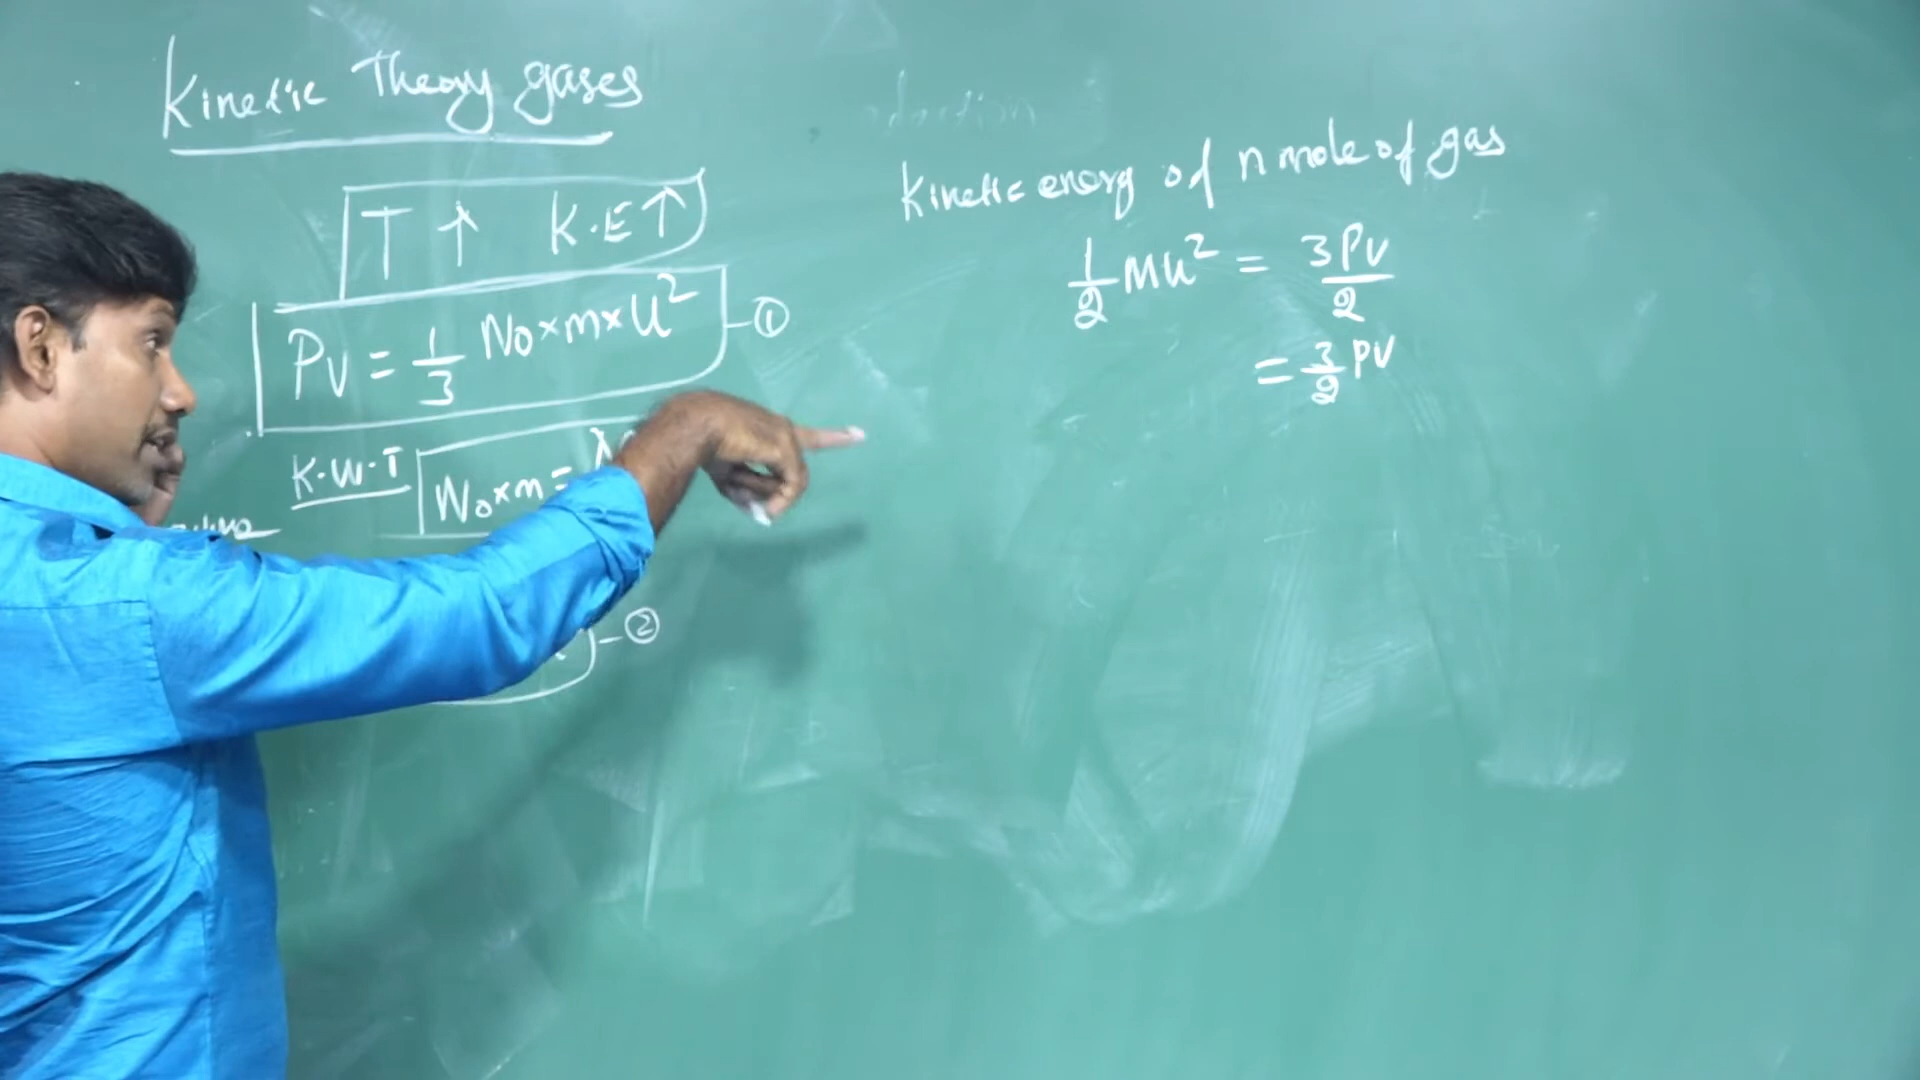 Kinetic Theory gases
T ↑ K.E ↑
PV = 1/3 No×m×u² -①
K.W.T No×m =
-②
Kinetic energy of n mole of gas
1/2 Mu² = 3PV/2
= 3/2 PV